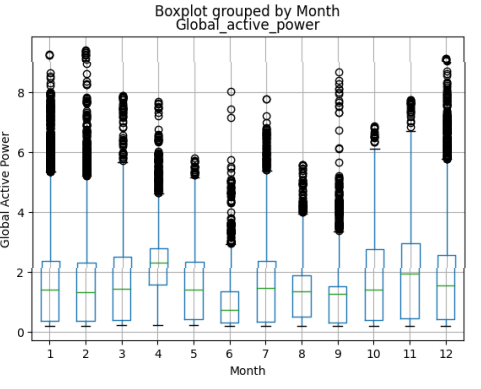 Boxplot grouped by Month
Global_active_power
Global Active Power
8
6
4
2
0
1 2 3 4 5 6 7 8 9 10 11 12
Month